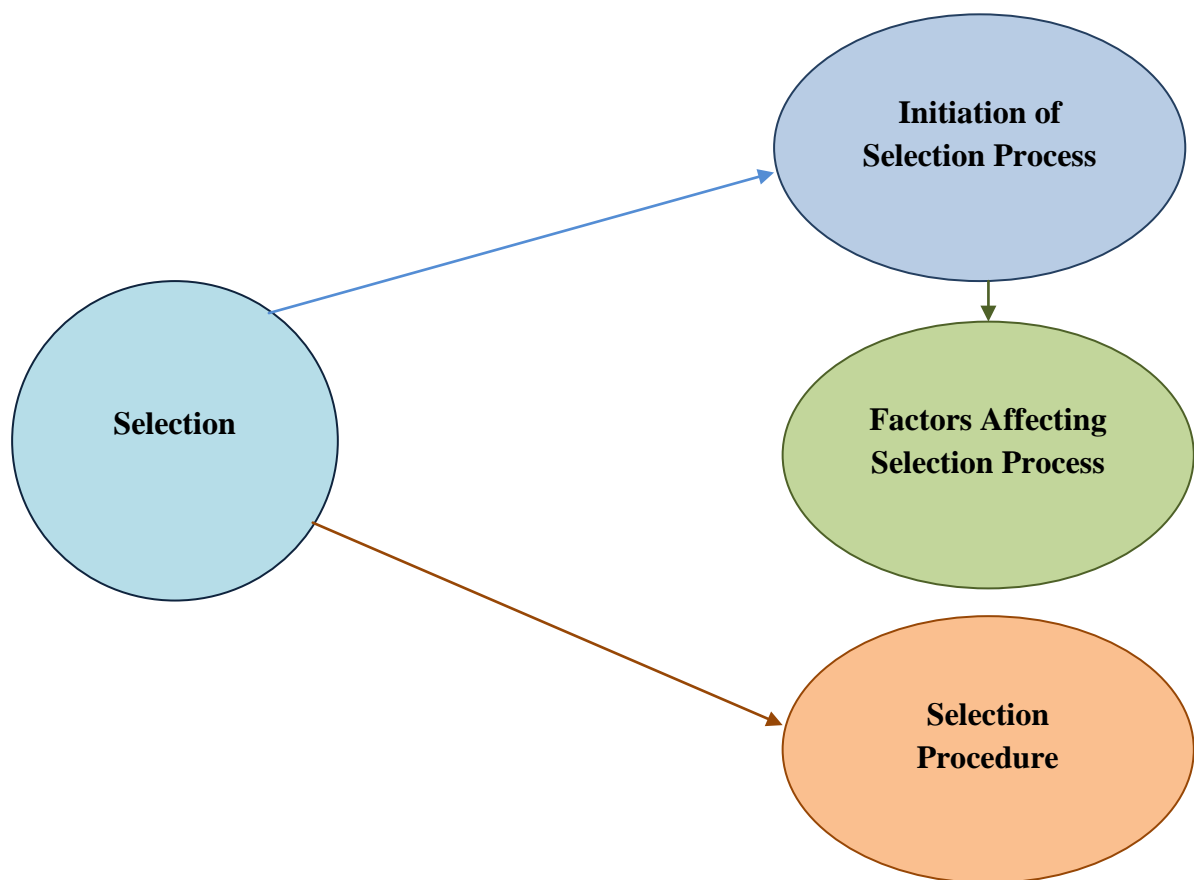 Initiation of
Selection Process
Selection
Factors Affecting
Selection Process
Selection
Procedure